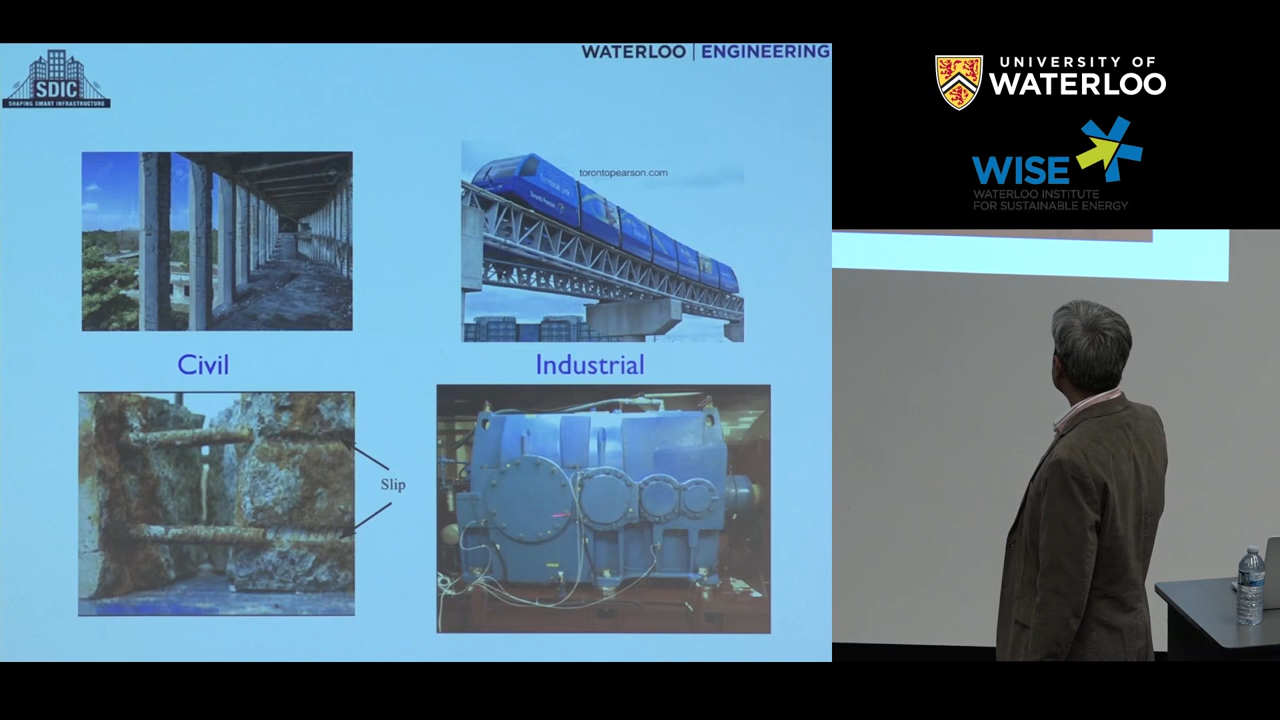 WATERLOO | ENGINEERING
SDIC
SHAPING SMART INFRASTRUCTURE
torontopearson.com
Civil
Industrial
Slip
UNIVERSITY OF
WATERLOO
WISE
WATERLOO INSTITUTE
FOR SUSTAINABLE ENERGY